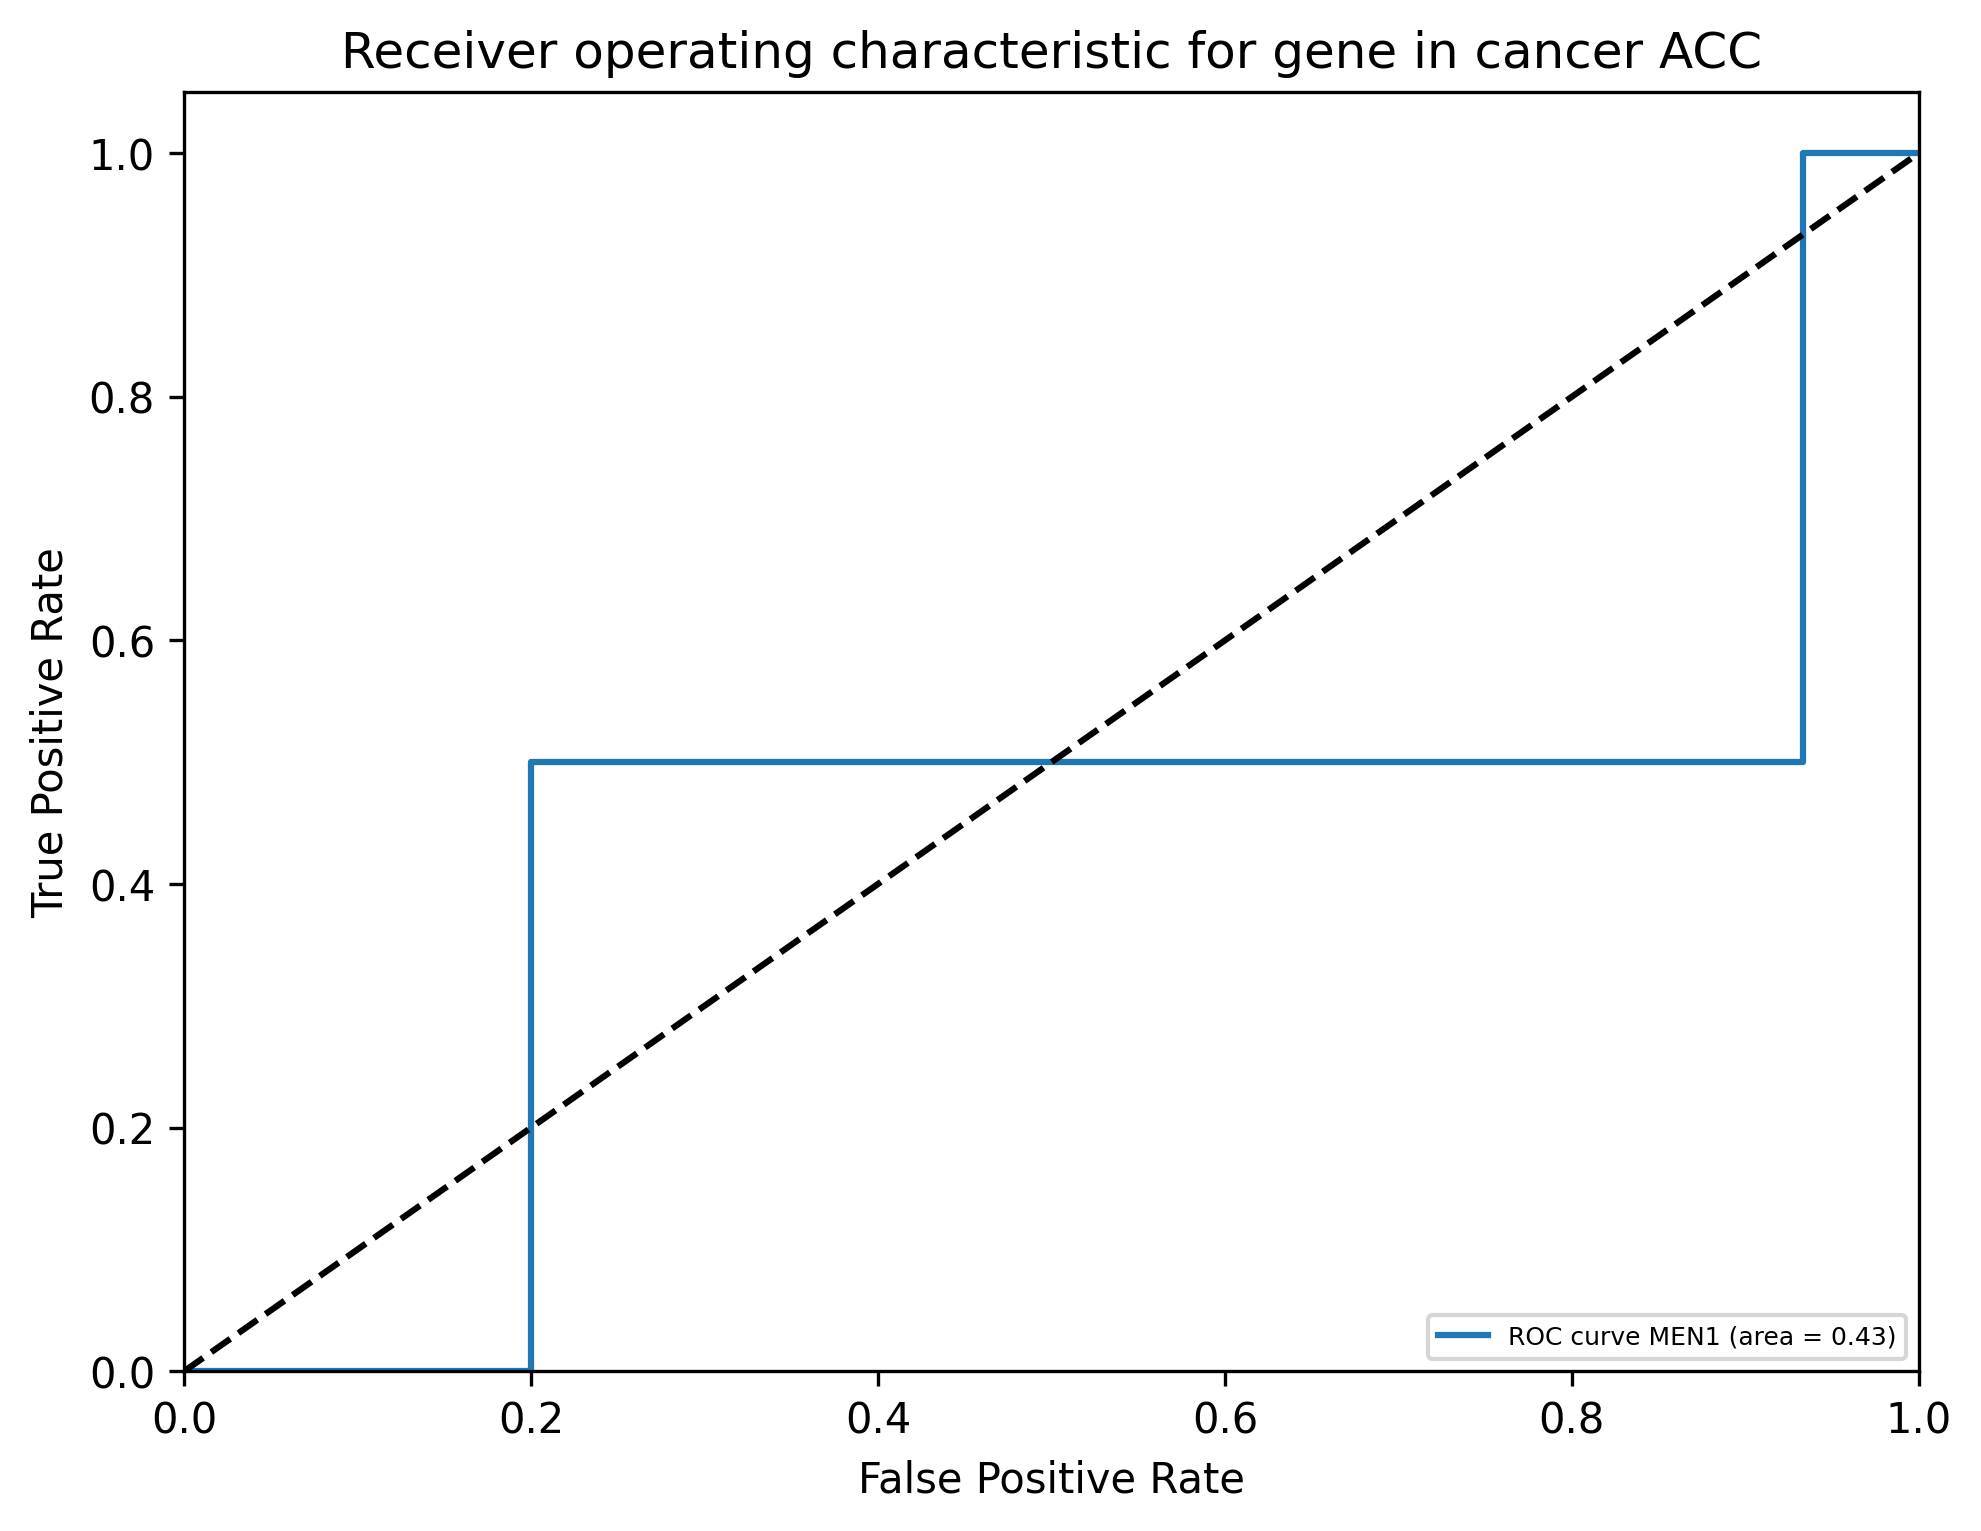 Receiver operating characteristic for gene in cancer ACC
1.0
0.8
0.6
0.4
0.2
0.0
True Positive Rate
ROC curve MEN1 (area = 0.43)
0.0 0.2 0.4 0.6 0.8 1.0
False Positive Rate